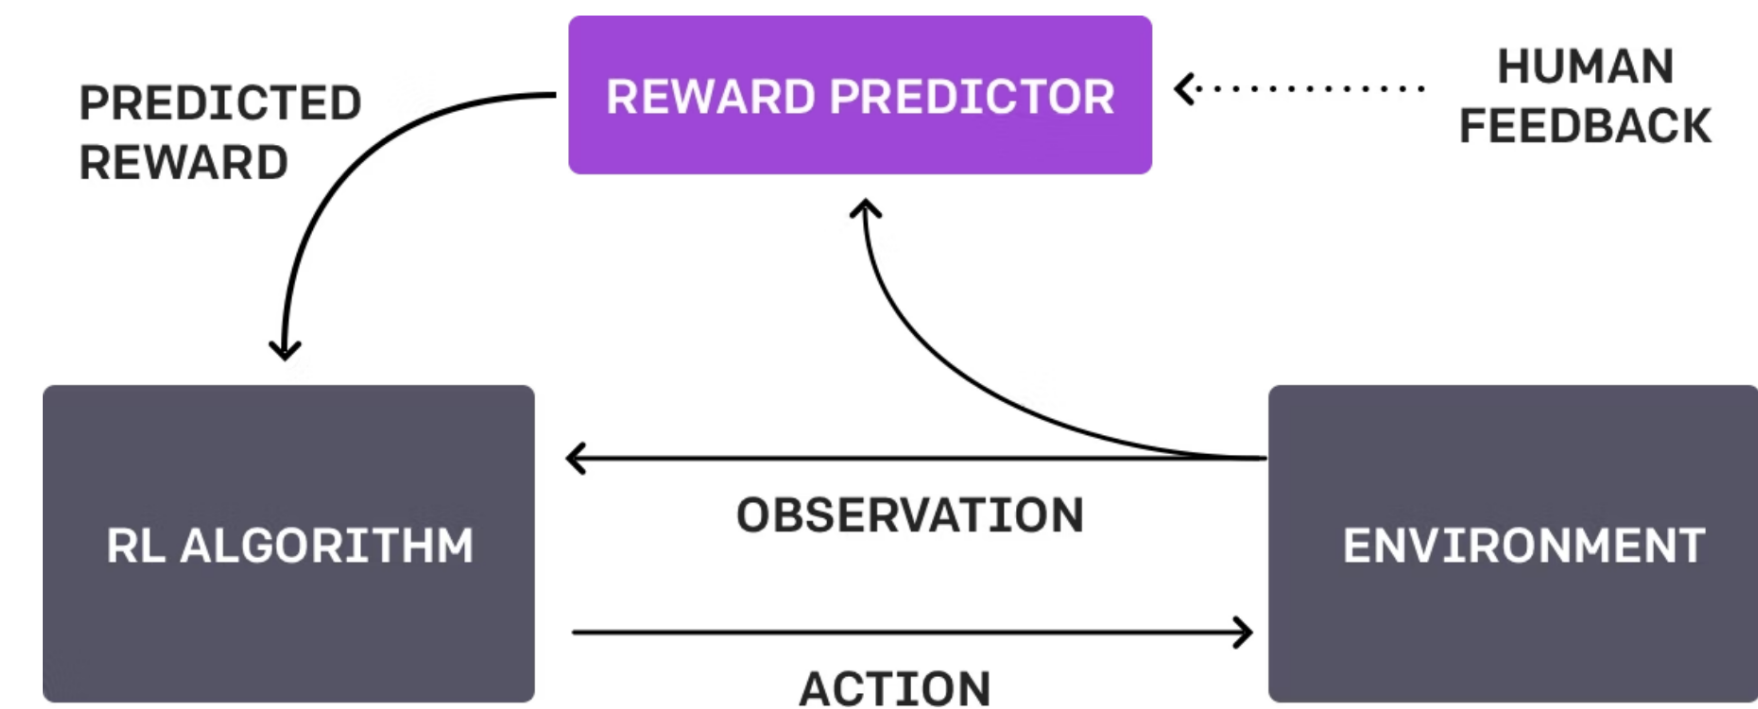 REWARD PREDICTOR
HUMAN
FEEDBACK
PREDICTED
REWARD
OBSERVATION
RL ALGORITHM
ENVIRONMENT
ACTION